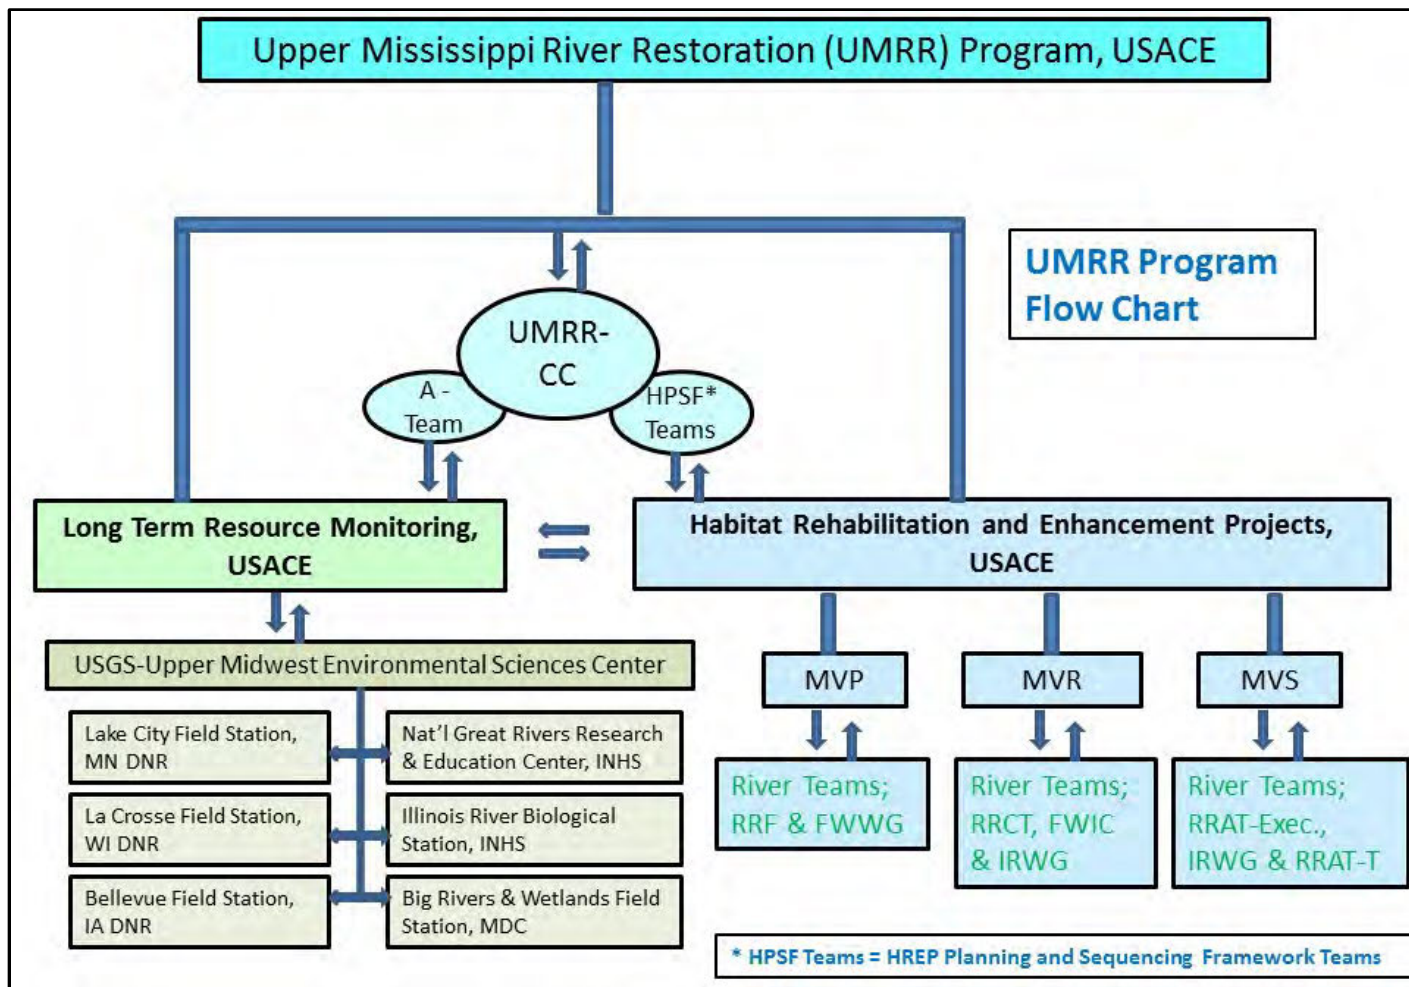 Upper Mississippi River Restoration (UMRR) Program, USACE
UMRR Program
Flow Chart
UMRR-
CC
A -
Team
HPSF*
Teams
Long Term Resource Monitoring,
USACE
Habitat Rehabilitation and Enhancement Projects,
USACE
USGS-Upper Midwest Environmental Sciences Center
Lake City Field Station,
MN DNR
Nat'l Great Rivers Research
& Education Center, INHS
La Crosse Field Station,
WI DNR
Illinois River Biological
Station, INHS
Bellevue Field Station,
IA DNR
Big Rivers & Wetlands Field
Station, MDC
MVP
MVR
MVS
River Teams;
RRF & FWWG
River Teams;
RRCT, FWIC
& IRWG
River Teams;
RRAT-Exec.,
IRWG & RRAT-T
* HPSF Teams = HREP Planning and Sequencing Framework Teams